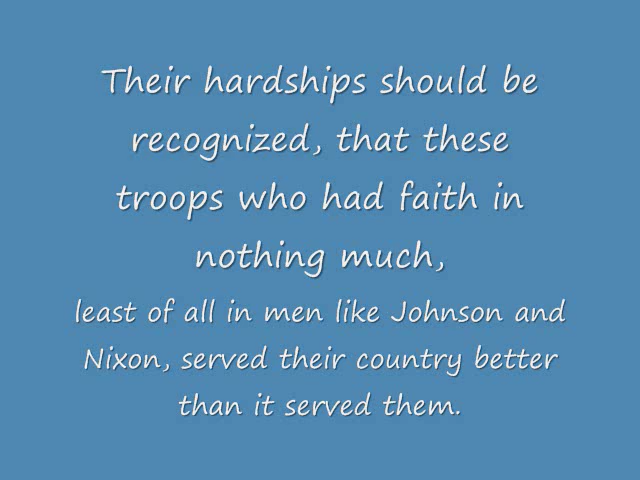 Their hardships should be
recognized, that these
troops who had faith in
nothing much,
least of all in men like Johnson and
Nixon, served their country better
than it served them.